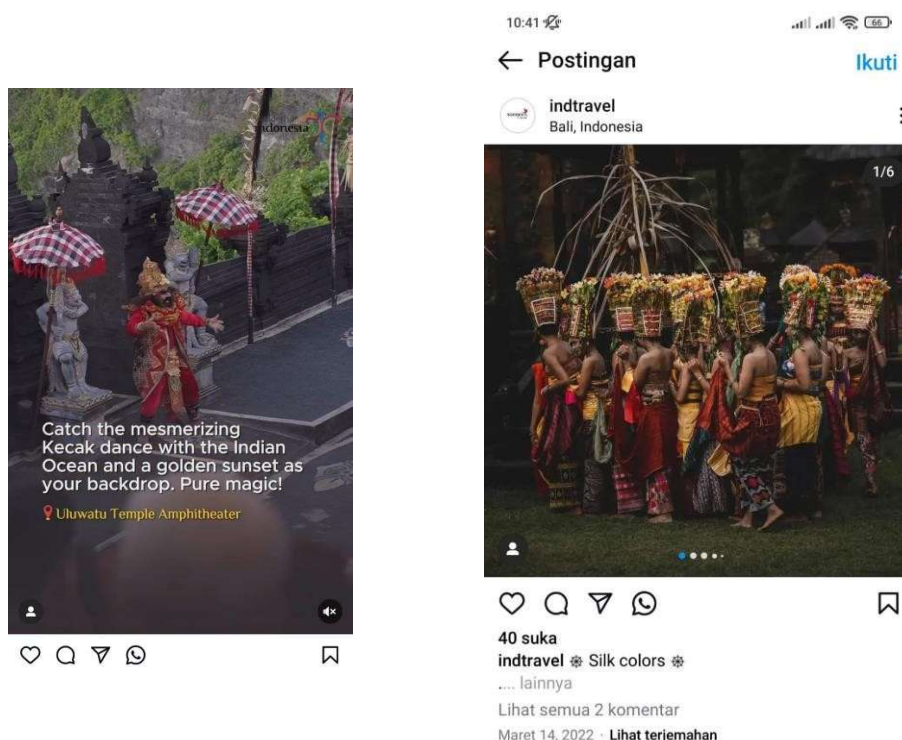 indonesia
Catch the mesmerizing
Kecak dance with the Indian
Ocean and a golden sunset as
your backdrop. Pure magic!
Uluwatu Temple Amphitheater
10:41
66
Postingan
Ikuti
indtravel
Bali, Indonesia
1/6
40 suka
indtravel ֎ Silk colors ֎
.... lainnya
Lihat semua 2 komentar
Maret 14, 2022 · Lihat terjemahan